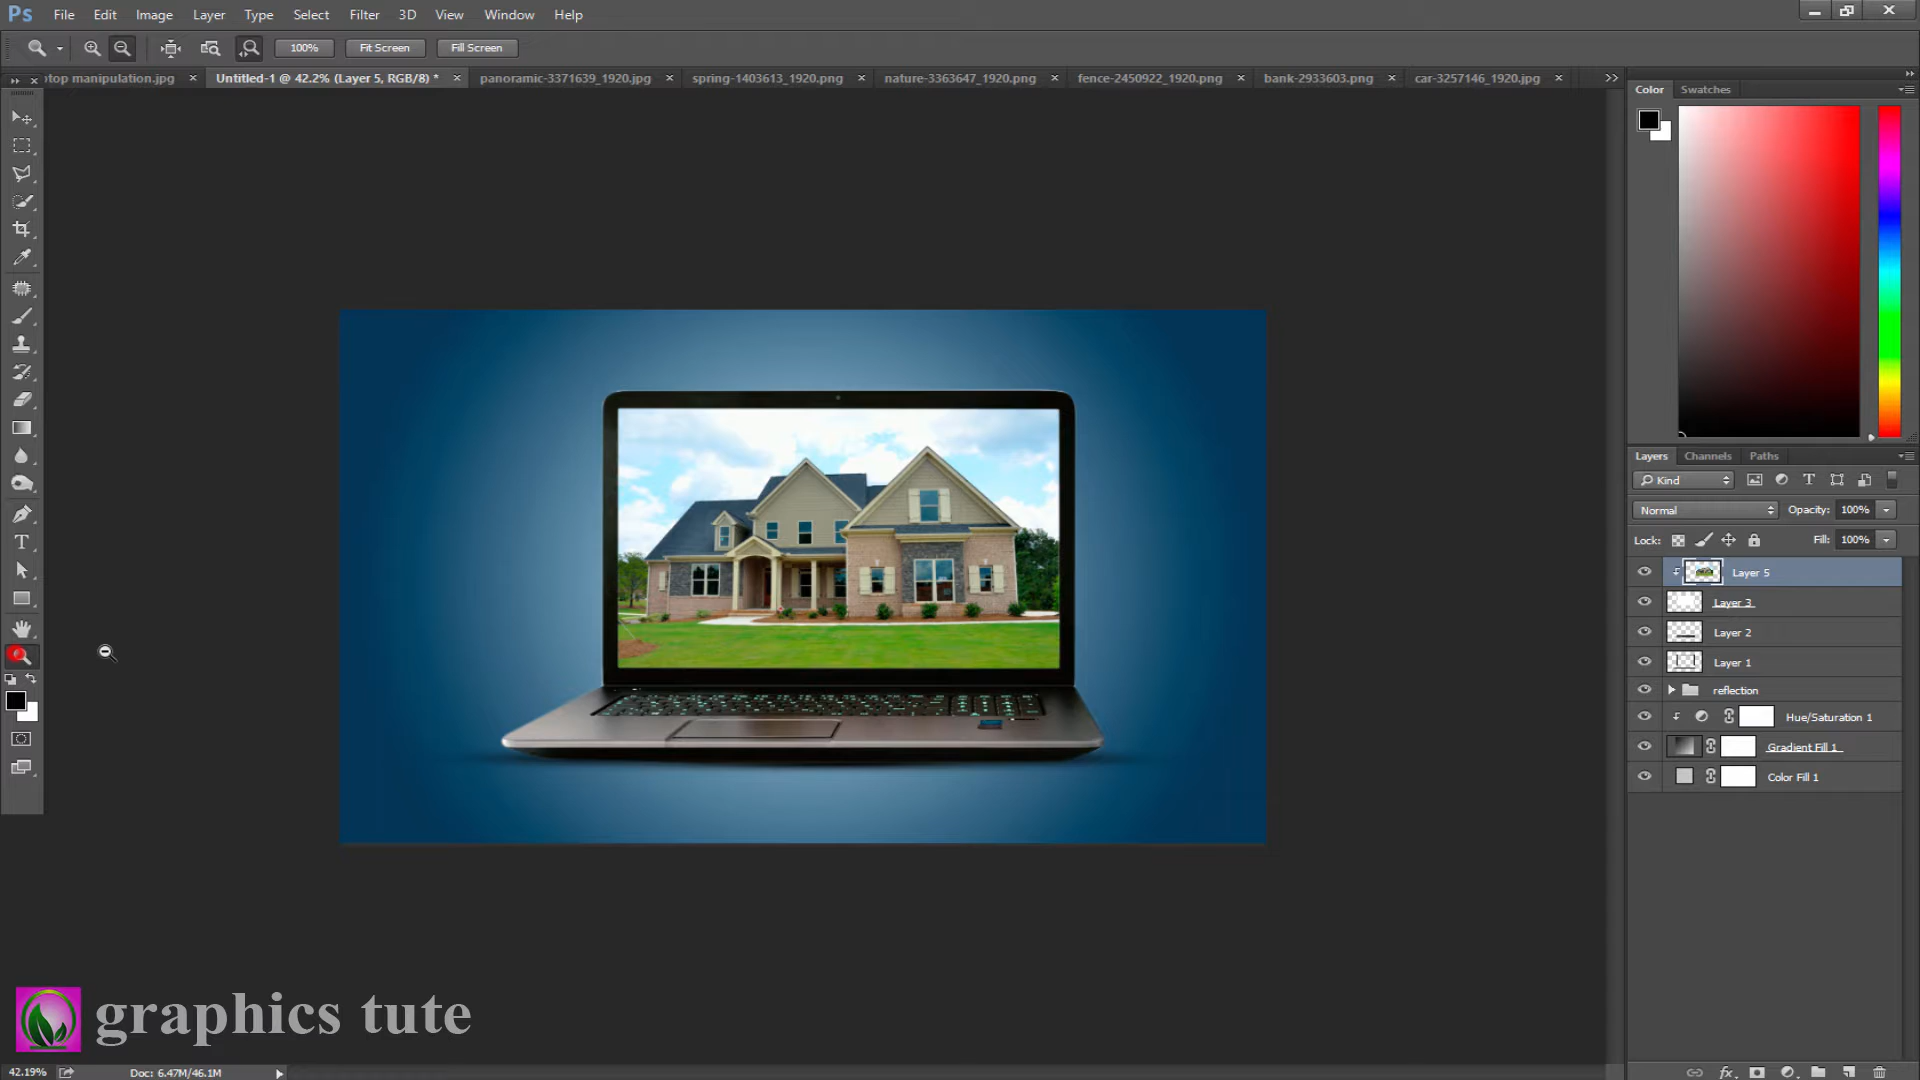 Ps File Edit Image Layer Type Select Filter 3D View Window Help
100% Fit Screen Fill Screen
top manipulation.jpg × Untitled-1 @ 42.2% (Layer 5, RGB/8) * × panoramic-3371639_1920.jpg × spring-1403613_1920.png × nature-3363647_1920.png × fence-2450922_1920.png × bank-2933603.png × car-3257146_1920.jpg ×
Color Swatches
Layers Channels Paths
Kind
Normal Opacity: 100%
Lock: Fill: 100%
Layer 5
Layer 3
Layer 2
Layer 1
reflection
Hue/Saturation 1
Gradient Fill 1
Color Fill 1
graphics tute
42.19% Doc: 6.47M/46.1M